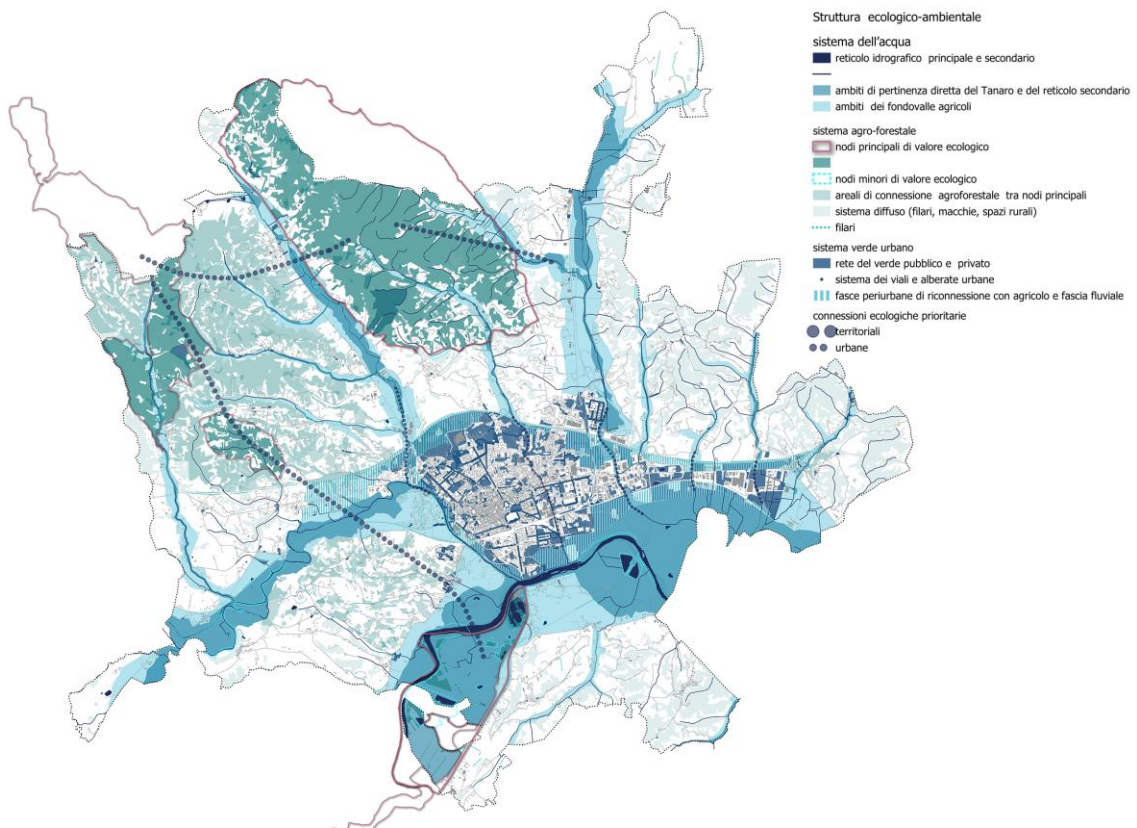 Struttura ecologico-ambientale
sistema dell'acqua
reticolo idrografico principale e secondario
ambiti di pertinenza diretta del Tanaro e del reticolo secondario
ambiti dei fondovalle agricoli
sistema agro-forestale
nodi principali di valore ecologico
nodi minori di valore ecologico
areali di connessione agroforestale tra nodi principali
sistema diffuso (filari, macchie, spazi rurali)
filari
sistema verde urbano
rete del verde pubblico e privato
sistema dei viali e alberate urbane
fasce periurbane di riconnessione con agricolo e fascia fluviale
connessioni ecologiche prioritarie
territoriali
urbane